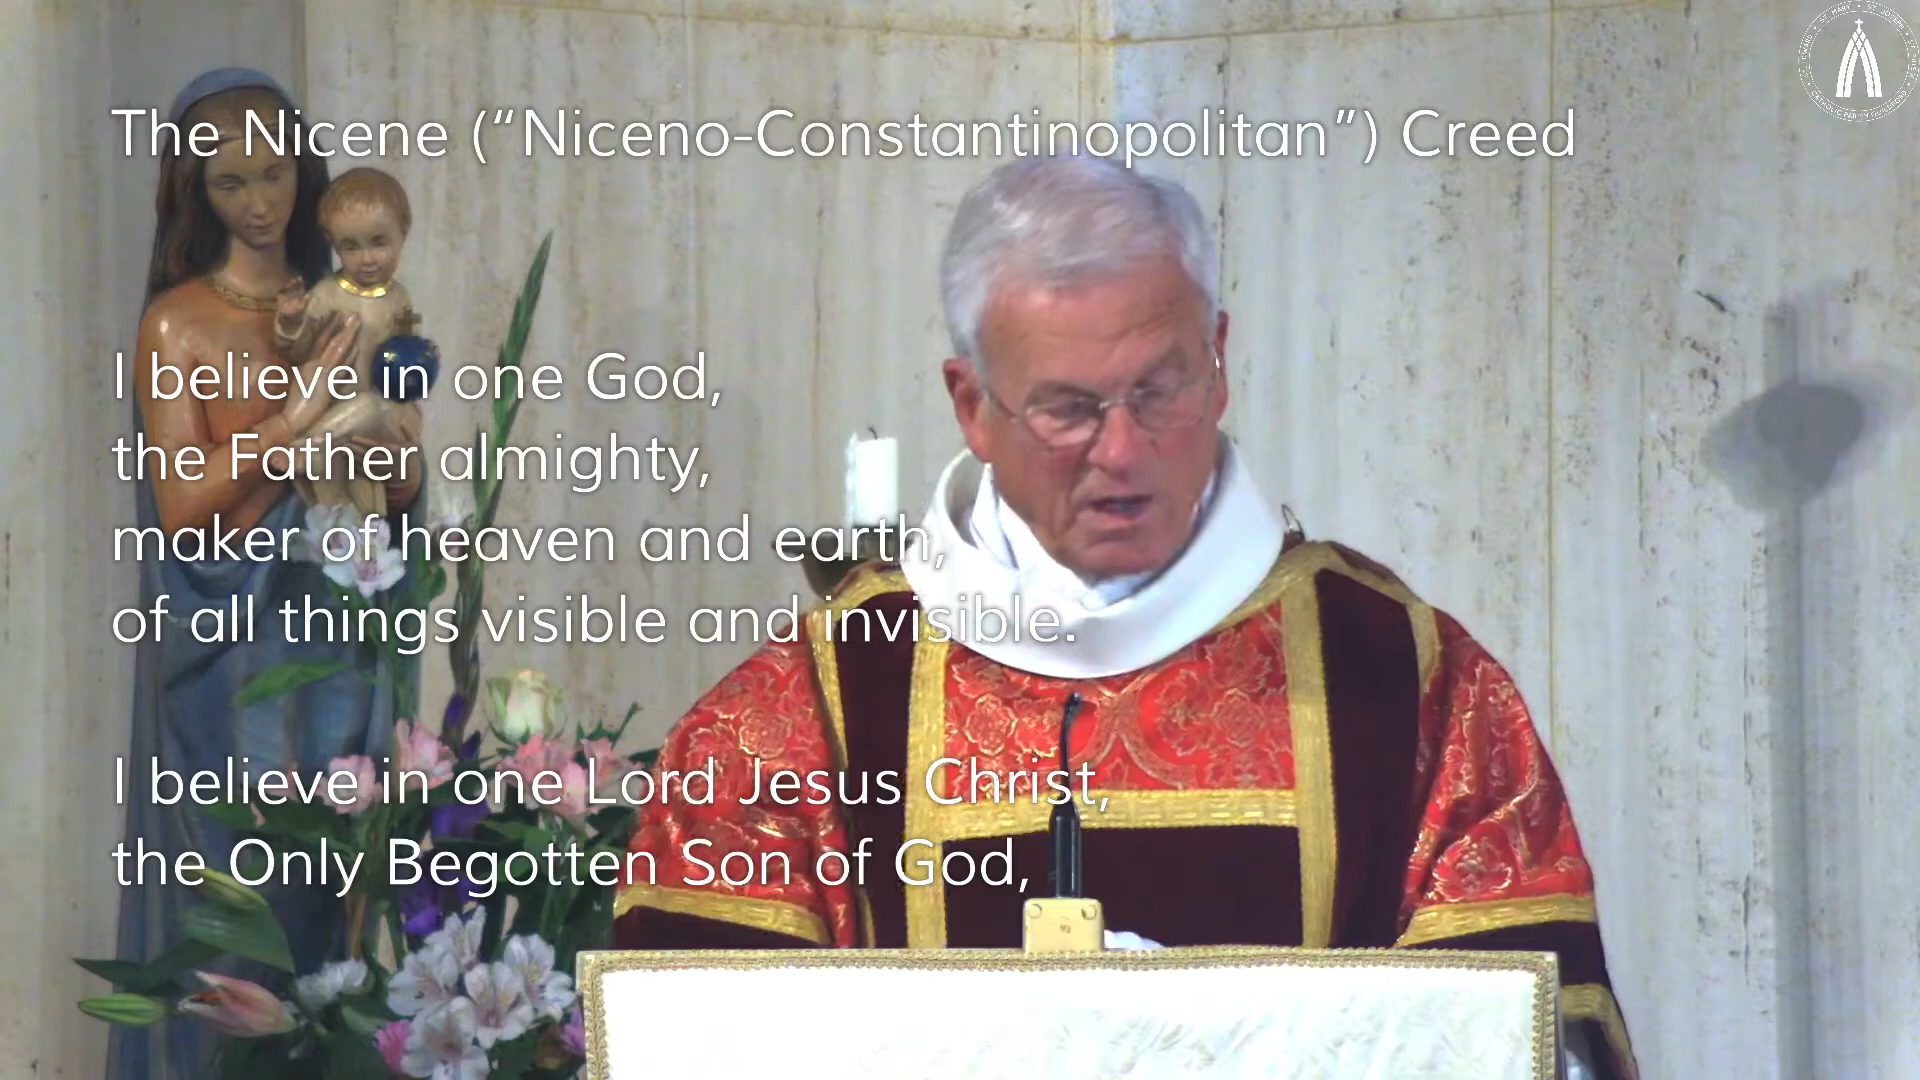 The Nicene (“Niceno-Constantinopolitan”) Creed
I believe in one God,
the Father almighty,
maker of heaven and earth,
of all things visible and invisible.
I believe in one Lord Jesus Christ,
the Only Begotten Son of God,